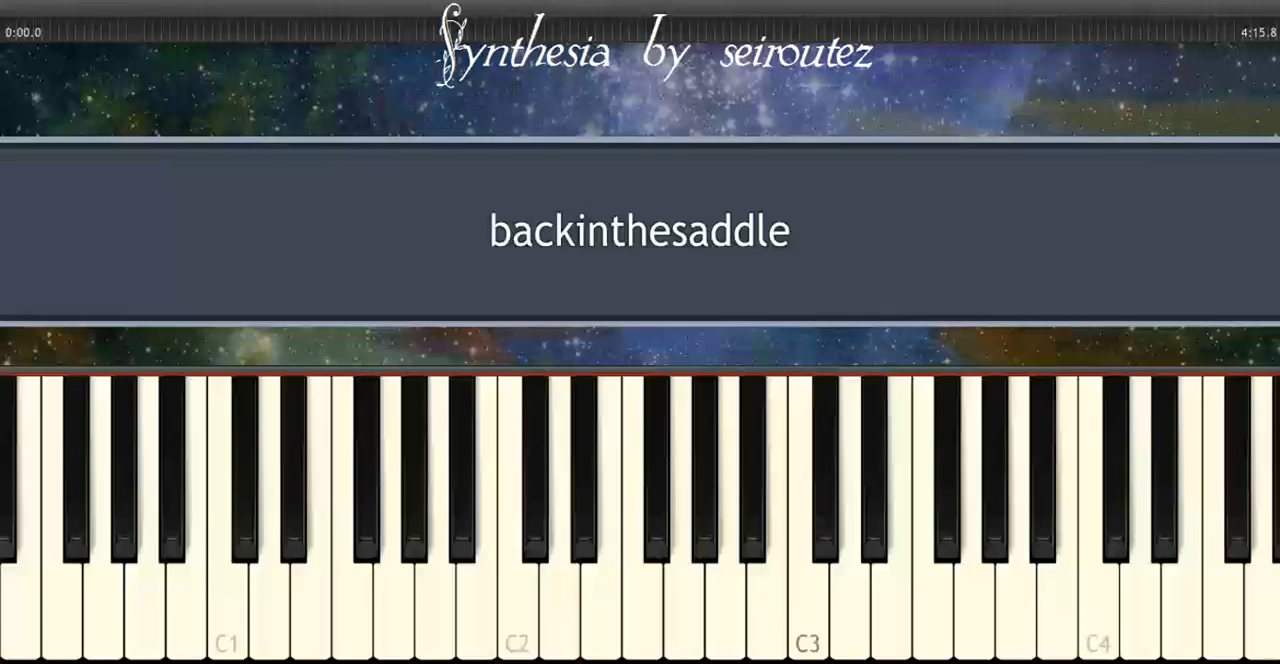 0:00.0
4:15.8
Synthesia by seiroutez
backinthesaddle
C1 C2 C3 C4